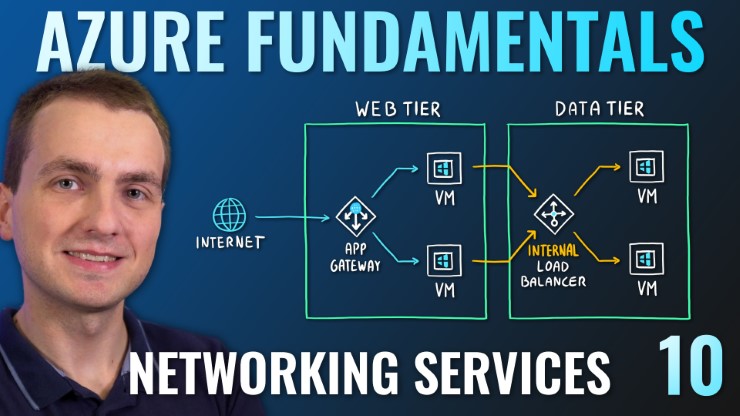 AZURE FUNDAMENTALS
WEB TIER
DATA TIER
INTERNET
APP
GATEWAY
VM
VM
INTERNAL
LOAD
BALANCER
VM
VM
NETWORKING SERVICES
10